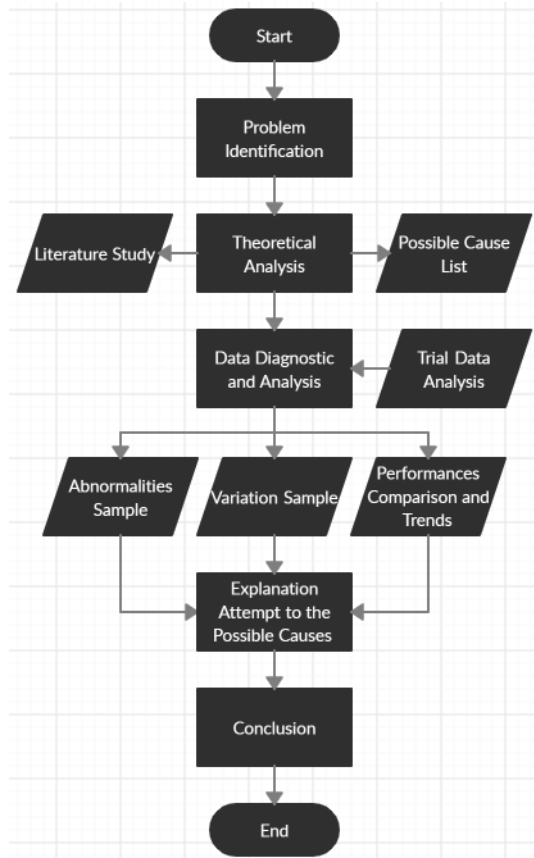 Start
Problem
Identification
Literature Study
Theoretical
Analysis
Possible Cause
List
Data Diagnostic
and Analysis
Trial Data
Analysis
Abnormalities
Sample
Variation Sample
Performances
Comparison and
Trends
Explanation
Attempt to the
Possible Causes
Conclusion
End